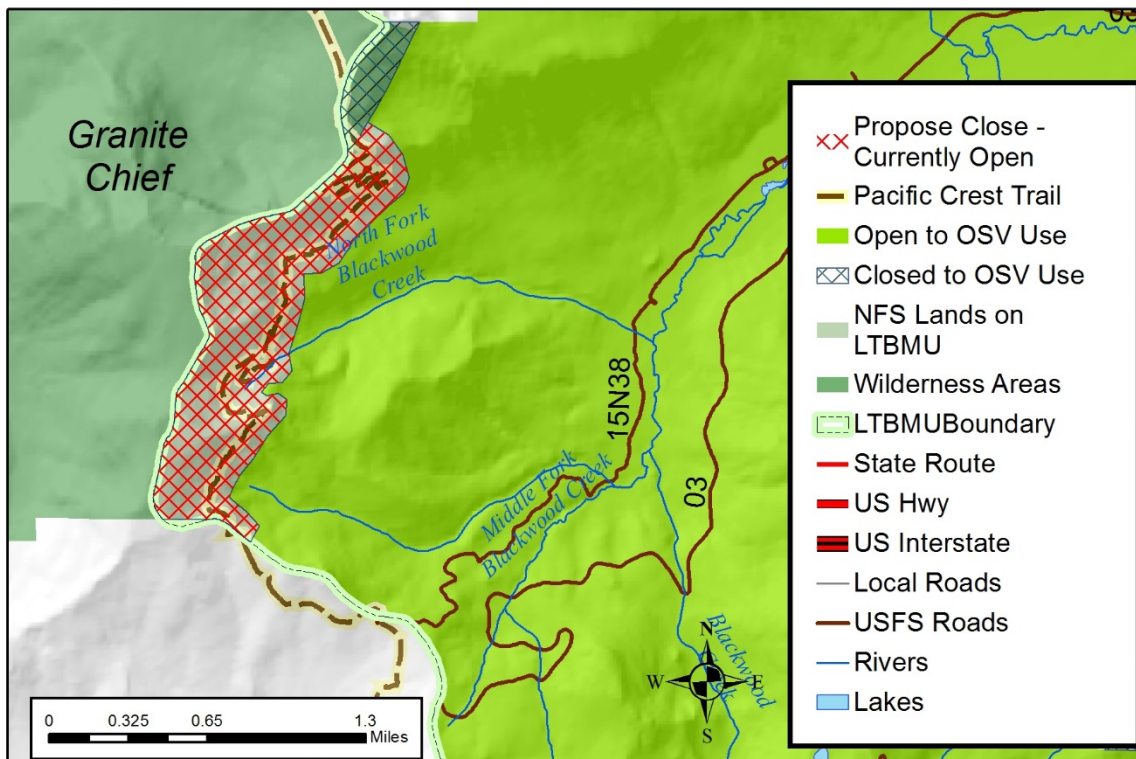 Granite
Chief
North Fork
Blackwood
Creek
15N38
Middle Fork
Blackwood Creek
03
Blackwood
Creek
N
W
E
S
0
0.325
0.65
1.3
Miles
Propose Close -
Currently Open
Pacific Crest Trail
Open to OSV Use
Closed to OSV Use
NFS Lands on
LTBMU
Wilderness Areas
LTBMUBoundary
State Route
US Hwy
US Interstate
Local Roads
USFS Roads
Rivers
Lakes